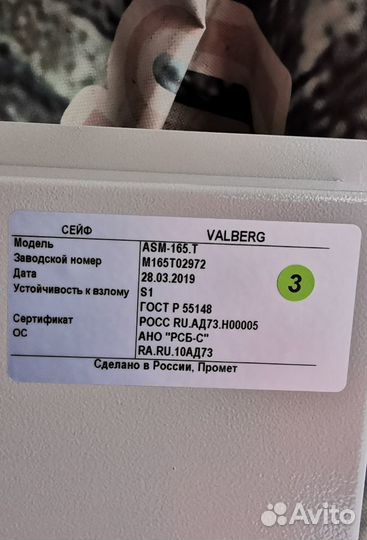 СЕЙФ VALBERG
Модель ASM-165.T
Заводской номер M165T02972
Дата 28.03.2019
Устойчивость к взлому S1
ГОСТ Р 55148
Сертификат РОСС RU.АД73.Н00005
ОС АНО "РСБ-С"
RA.RU.10АД73
Сделано в России, Промет
3
Avito